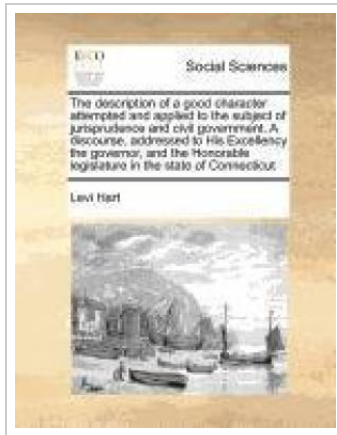 ECCO
Social Sciences
The description of a good character
attempted and applied to the subject of
jurisprudence and civil government. A
discourse, addressed to His Excellency
the governor, and the Honorable
legislature in the state of Connecticut
Levi Hart